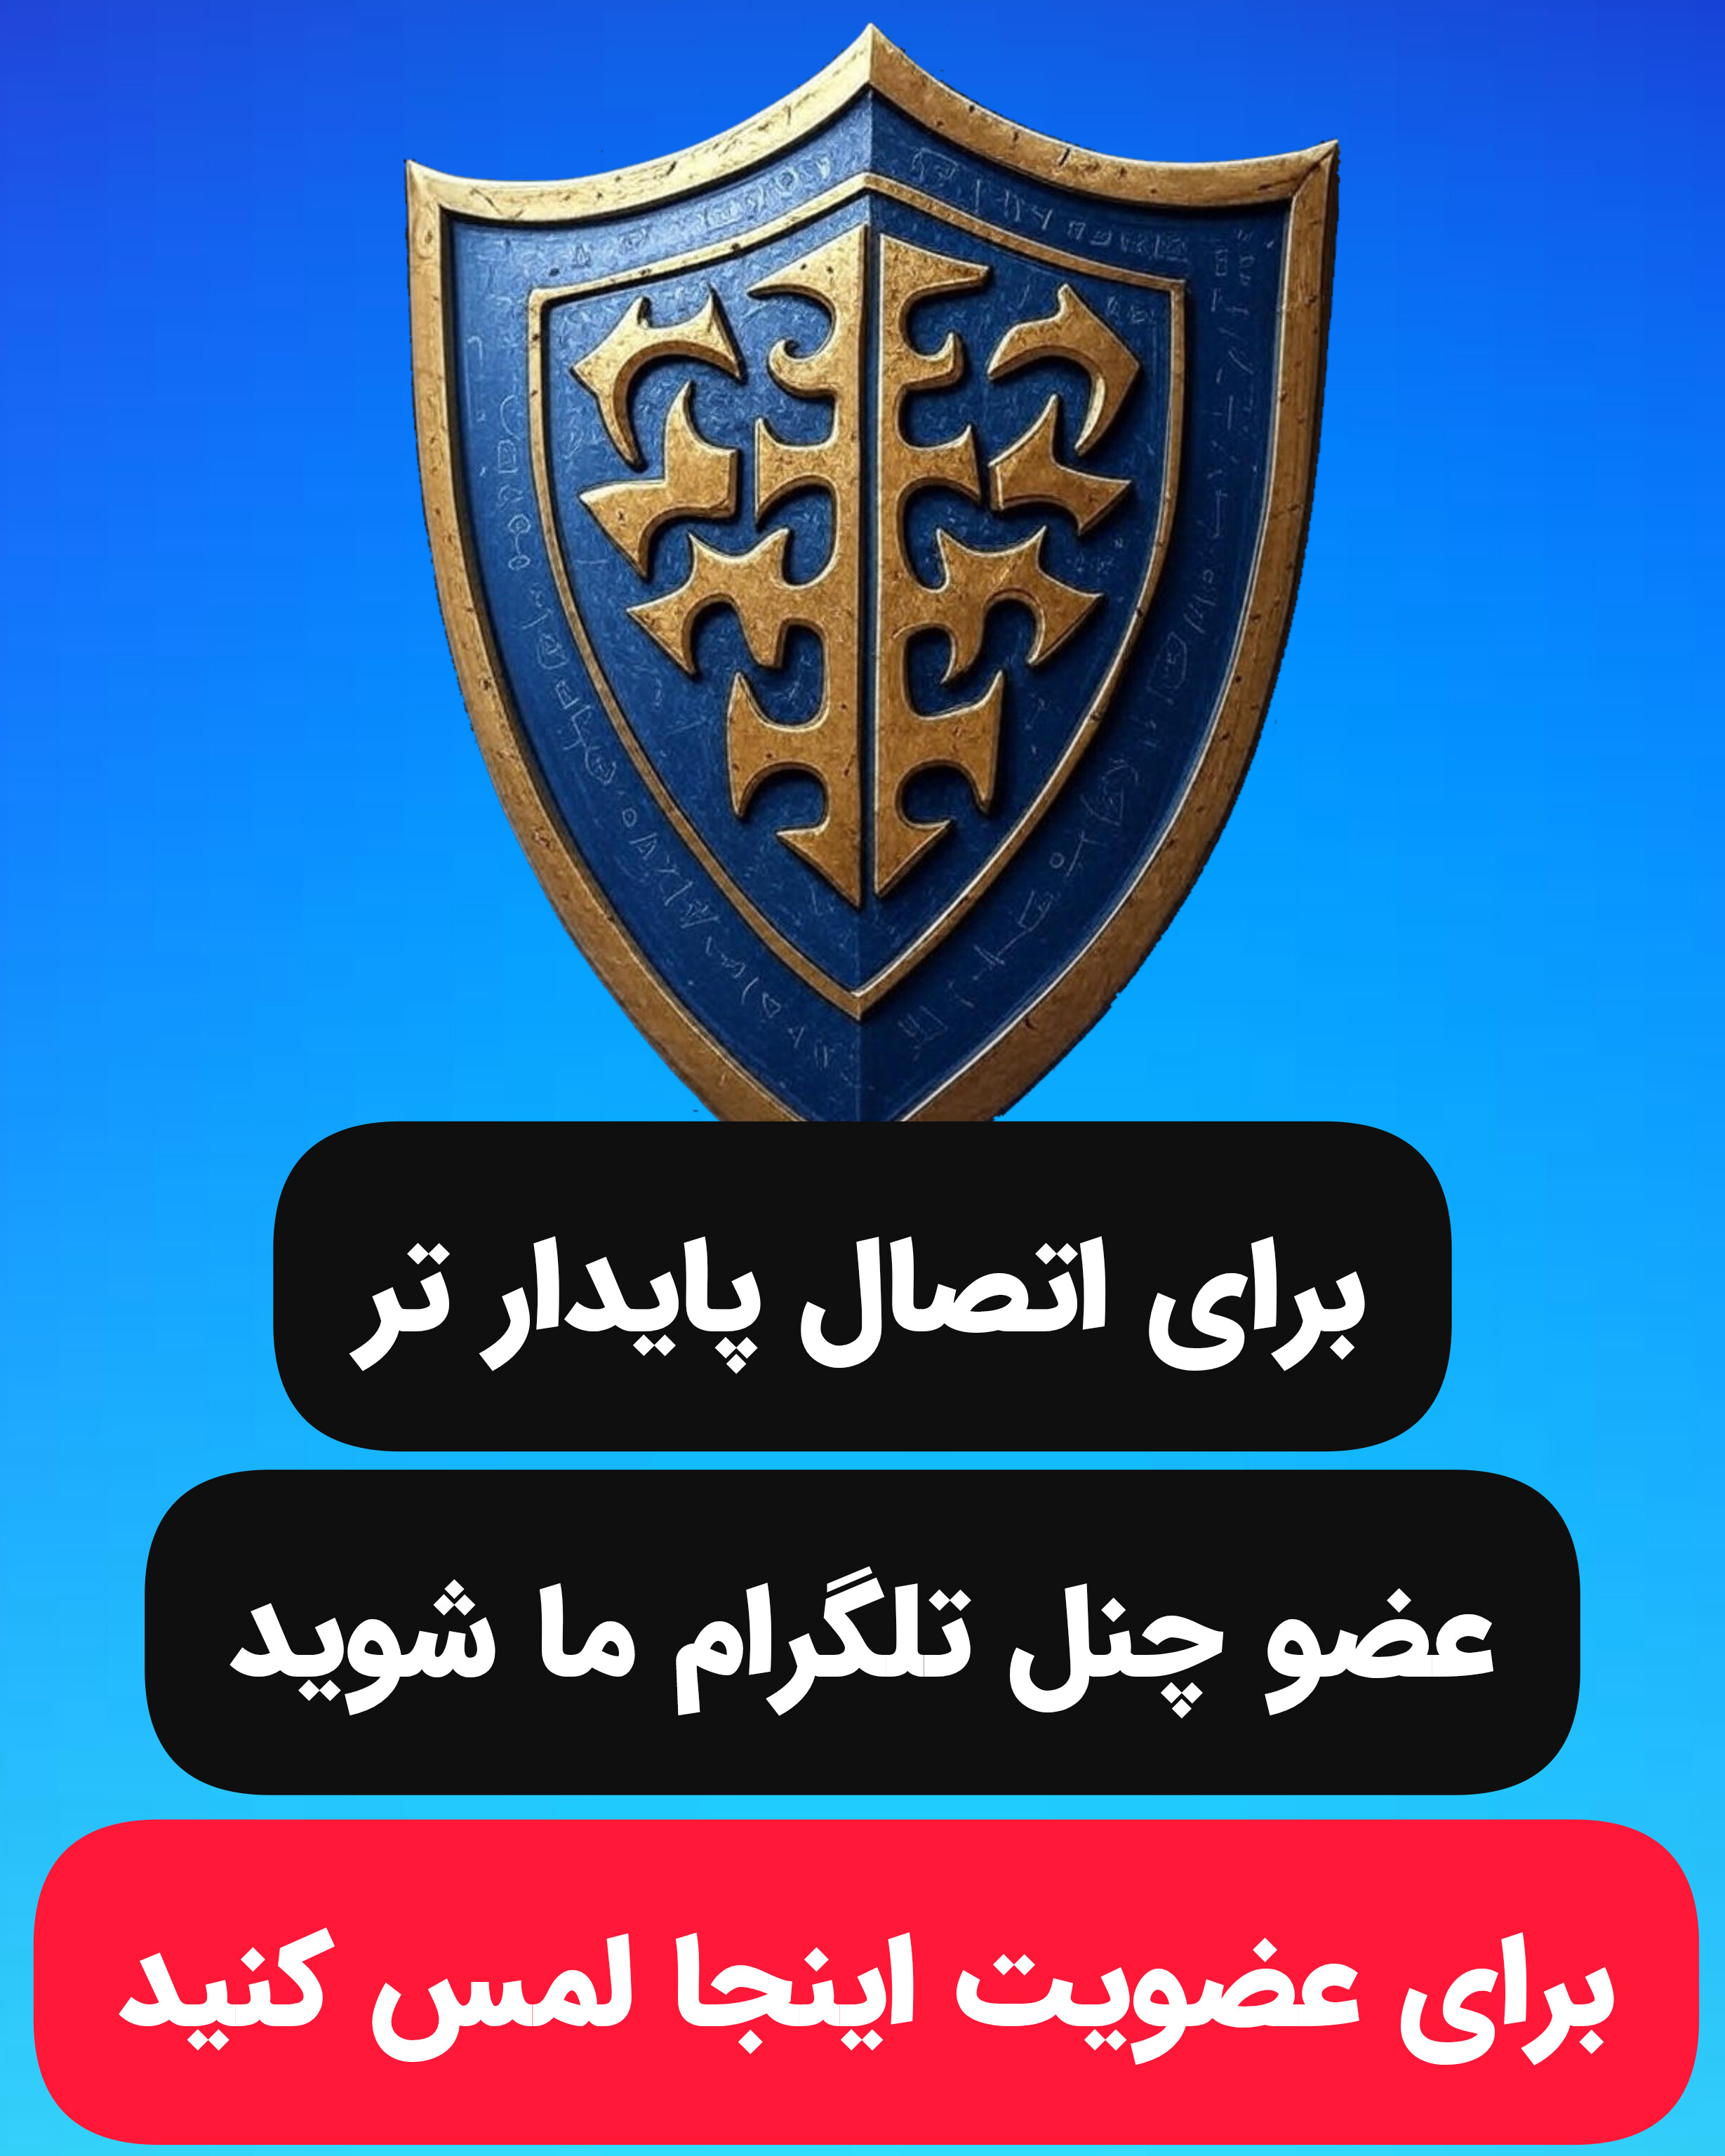 برای اتصال پایدار تر
عضو چنل تلگرام ما شوید
برای عضویت اینجا لمس کنید